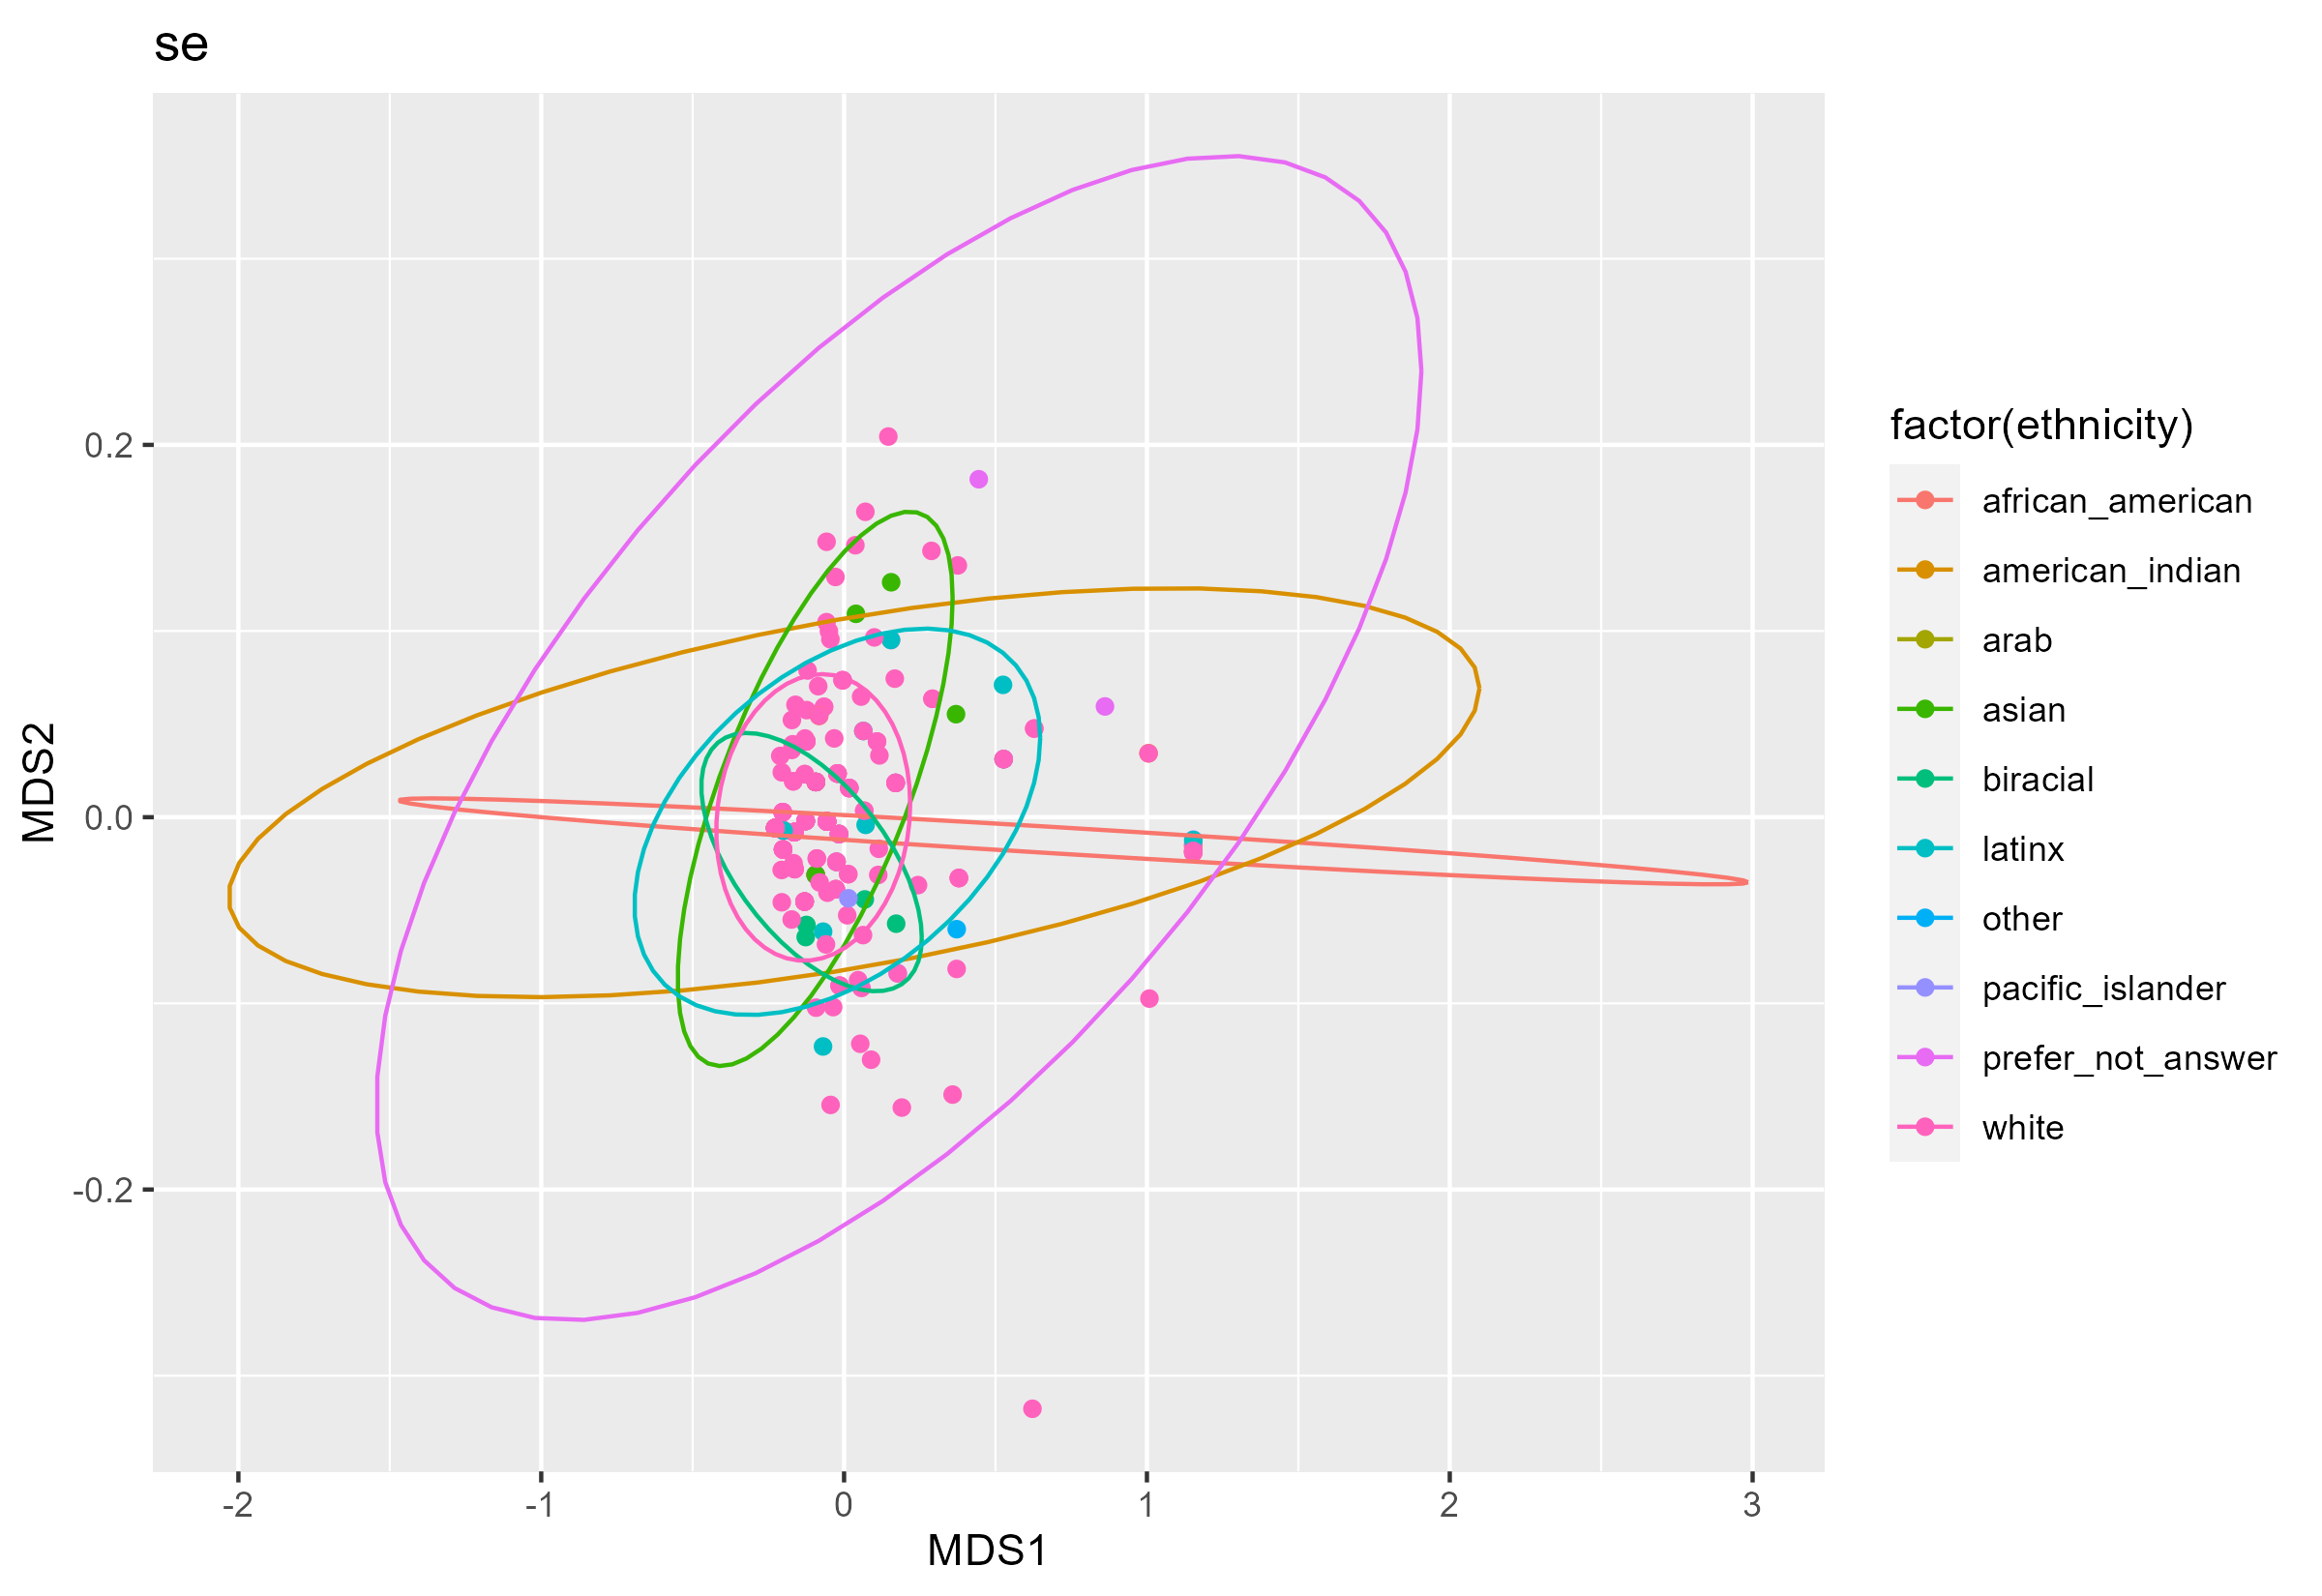 se
MDS2
0.2
0.0
-0.2
-2
-1
0
1
2
3
MDS1
factor(ethnicity)
african_american
american_indian
arab
asian
biracial
latinx
other
pacific_islander
prefer_not_answer
white